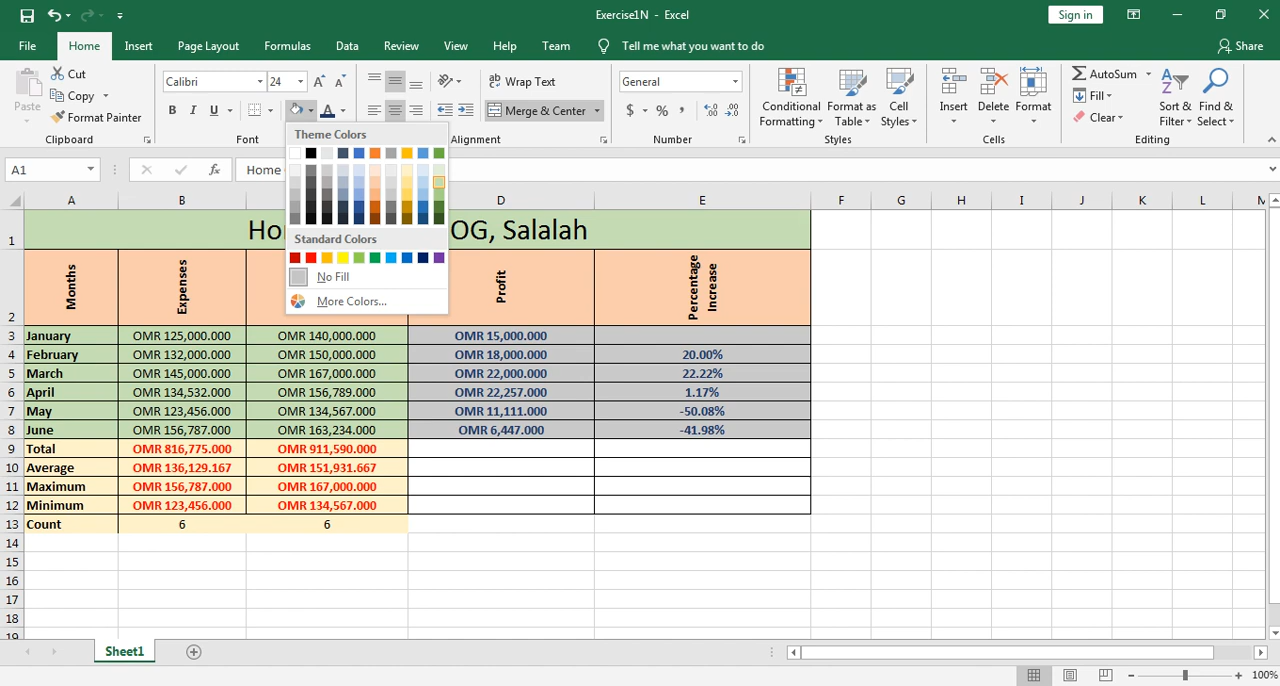 Exercise1N - Excel
Sign in
File Home Insert Page Layout Formulas Data Review View Help Team Tell me what you want to do Share
Paste
Cut
Copy
Format Painter
Clipboard
Calibri 24
B I U
Font
Wrap Text
Merge & Center
Alignment
General
$ % ,
Number
Conditional Formatting
Format as Table
Cell Styles
Styles
Insert Delete Format
Cells
AutoSum
Fill
Clear
Sort & Filter
Find & Select
Editing
A1 fx Home
Theme Colors
Standard Colors
No Fill
More Colors...
A B D E F G H I J K L M
1 OG, Salalah
2 Months Expenses Profit Percentage Increase
3 January OMR 125,000.000 OMR 140,000.000 OMR 15,000.000
4 February OMR 132,000.000 OMR 150,000.000 OMR 18,000.000 20.00%
5 March OMR 145,000.000 OMR 167,000.000 OMR 22,000.000 22.22%
6 April OMR 134,532.000 OMR 156,789.000 OMR 22,257.000 1.17%
7 May OMR 123,456.000 OMR 134,567.000 OMR 11,111.000 -50.08%
8 June OMR 156,787.000 OMR 163,234.000 OMR 6,447.000 -41.98%
9 Total OMR 816,775.000 OMR 911,590.000
10 Average OMR 136,129.167 OMR 151,931.667
11 Maximum OMR 156,787.000 OMR 167,000.000
12 Minimum OMR 123,456.000 OMR 134,567.000
13 Count 6 6
14
15
16
17
18
19
Sheet1
100%